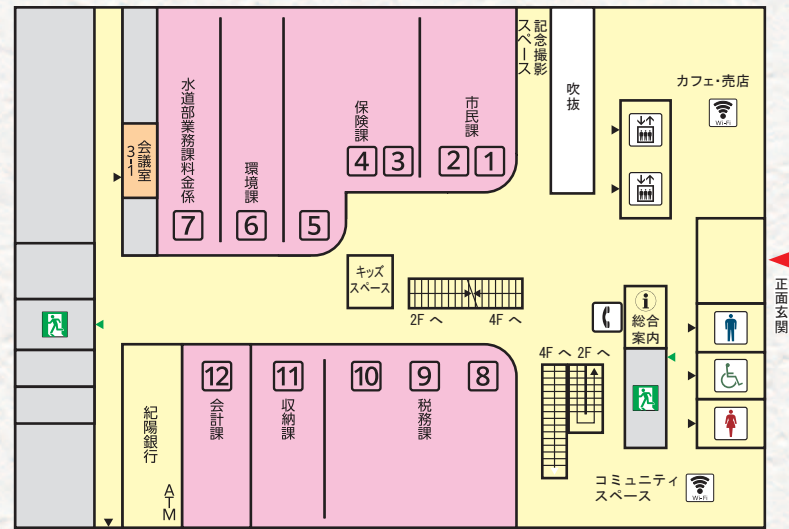 記念撮影
スペース
吹抜
カフェ・売店
Wi-Fi
水道部業務課料金係
7
環境課
6
保険課
5
4
3
市民課
2
1
会議室
3-1
キッズ
スペース
2F へ
4F へ
i
総合
案内
正面玄関
4F へ
2F へ
12
会計課
11
収納課
10
9
8
税務課
紀陽銀行
ATM
コミュニティ
スペース
Wi-Fi